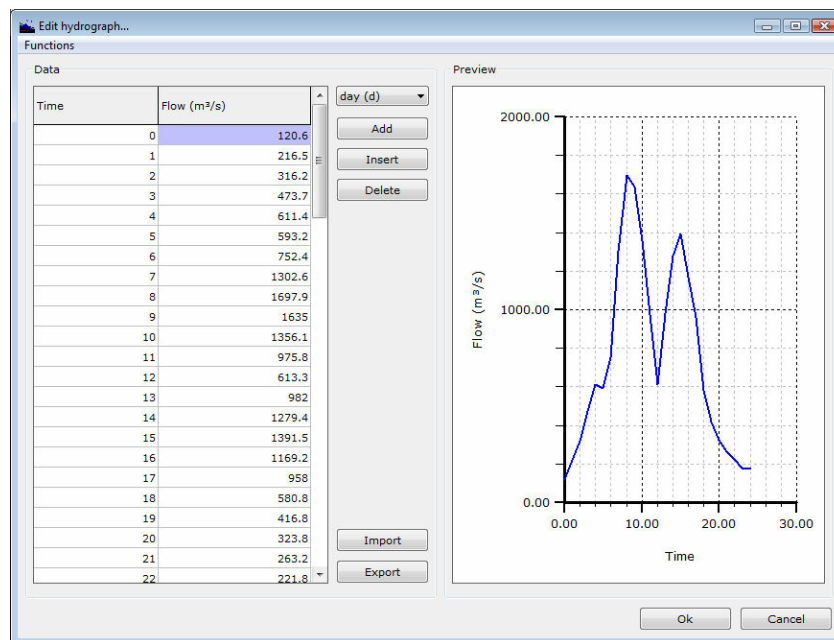 Edit hydrograph...
Functions
Data
Time Flow (m³/s)
0 120.6
1 216.5
2 316.2
3 473.7
4 611.4
5 593.2
6 752.4
7 1302.6
8 1697.9
9 1635
10 1356.1
11 975.8
12 613.3
13 982
14 1279.4
15 1391.5
16 1169.2
17 958
18 580.8
19 416.8
20 323.8
21 263.2
22 221.8
day (d)
Add
Insert
Delete
Import
Export
Preview
2000.00
1000.00
0.00
Flow (m³/s)
0.00 10.00 20.00 30.00
Time
Ok Cancel